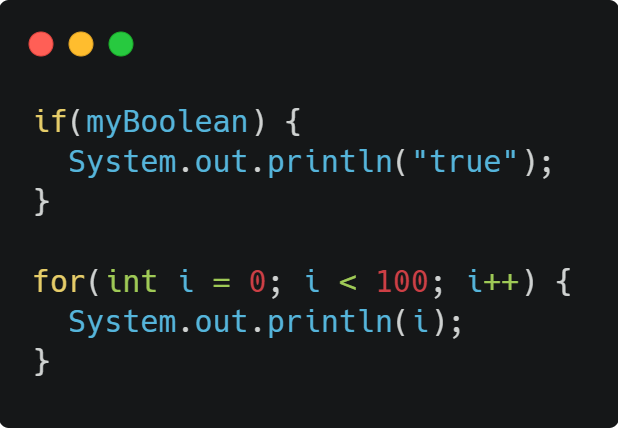 if(myBoolean) {
  System.out.println("true");
}

for(int i = 0; i < 100; i++) {
  System.out.println(i);
}